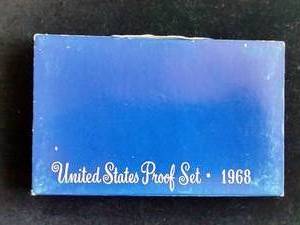 United States Proof Set • 1968